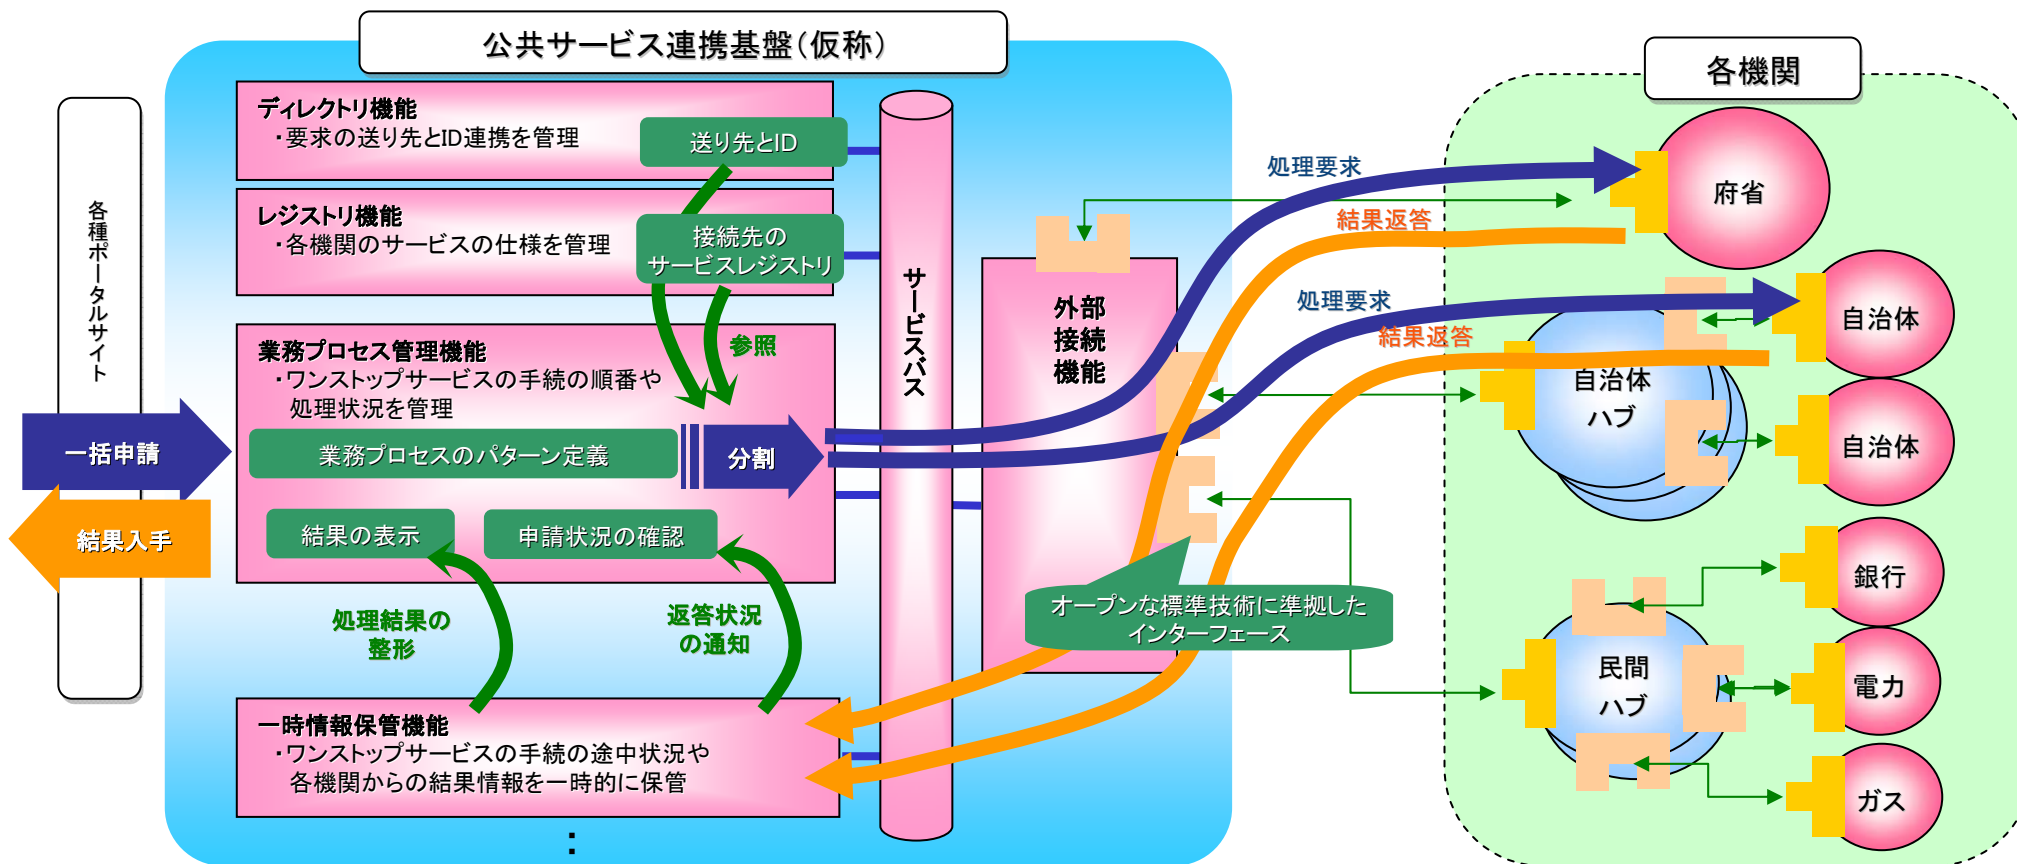 公共サービス連携基盤(仮称)
各種ポータルサイト
一括申請
結果入手
ディレクトリ機能
・要求の送り先とID連携を管理
送り先とID
レジストリ機能
・各機関のサービスの仕様を管理
接続先の
サービスレジストリ
参照
業務プロセス管理機能
・ワンストップサービスの手続の順番や
処理状況を管理
業務プロセスのパターン定義
分割
結果の表示
申請状況の確認
処理結果の
整形
返答状況
の通知
一時情報保管機能
・ワンストップサービスの手続の途中状況や
各機関からの結果情報を一時的に保管
:
サービスバス
外部
接続
機能
オープンな標準技術に準拠した
インターフェース
処理要求
結果返答
処理要求
結果返答
各機関
府省
自治体
自治体
ハブ
自治体
銀行
民間
ハブ
電力
ガス